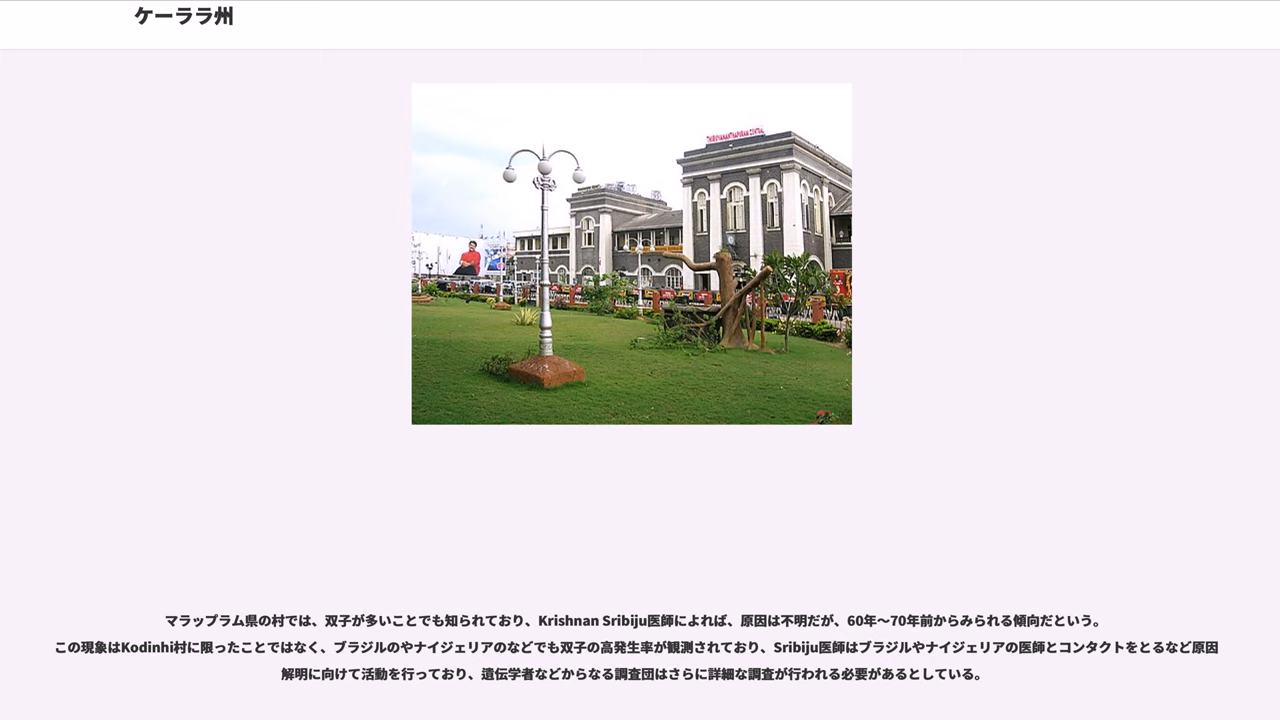 ケーララ州
THIRUVANANTHAPURAM CENTRAL
マラップラム県の村では、双子が多いことでも知られており、Krishnan Sribiju医師によれば、原因は不明だが、60年〜70年前からみられる傾向だという。
この現象はKodinhi村に限ったことではなく、ブラジルのやナイジェリアのなどでも双子の高発生率が観測されており、Sribiju医師はブラジルやナイジェリアの医師とコンタクトをとるなど原因
解明に向けて活動を行っており、遺伝学者などからなる調査団はさらに詳細な調査が行われる必要があるとしている。